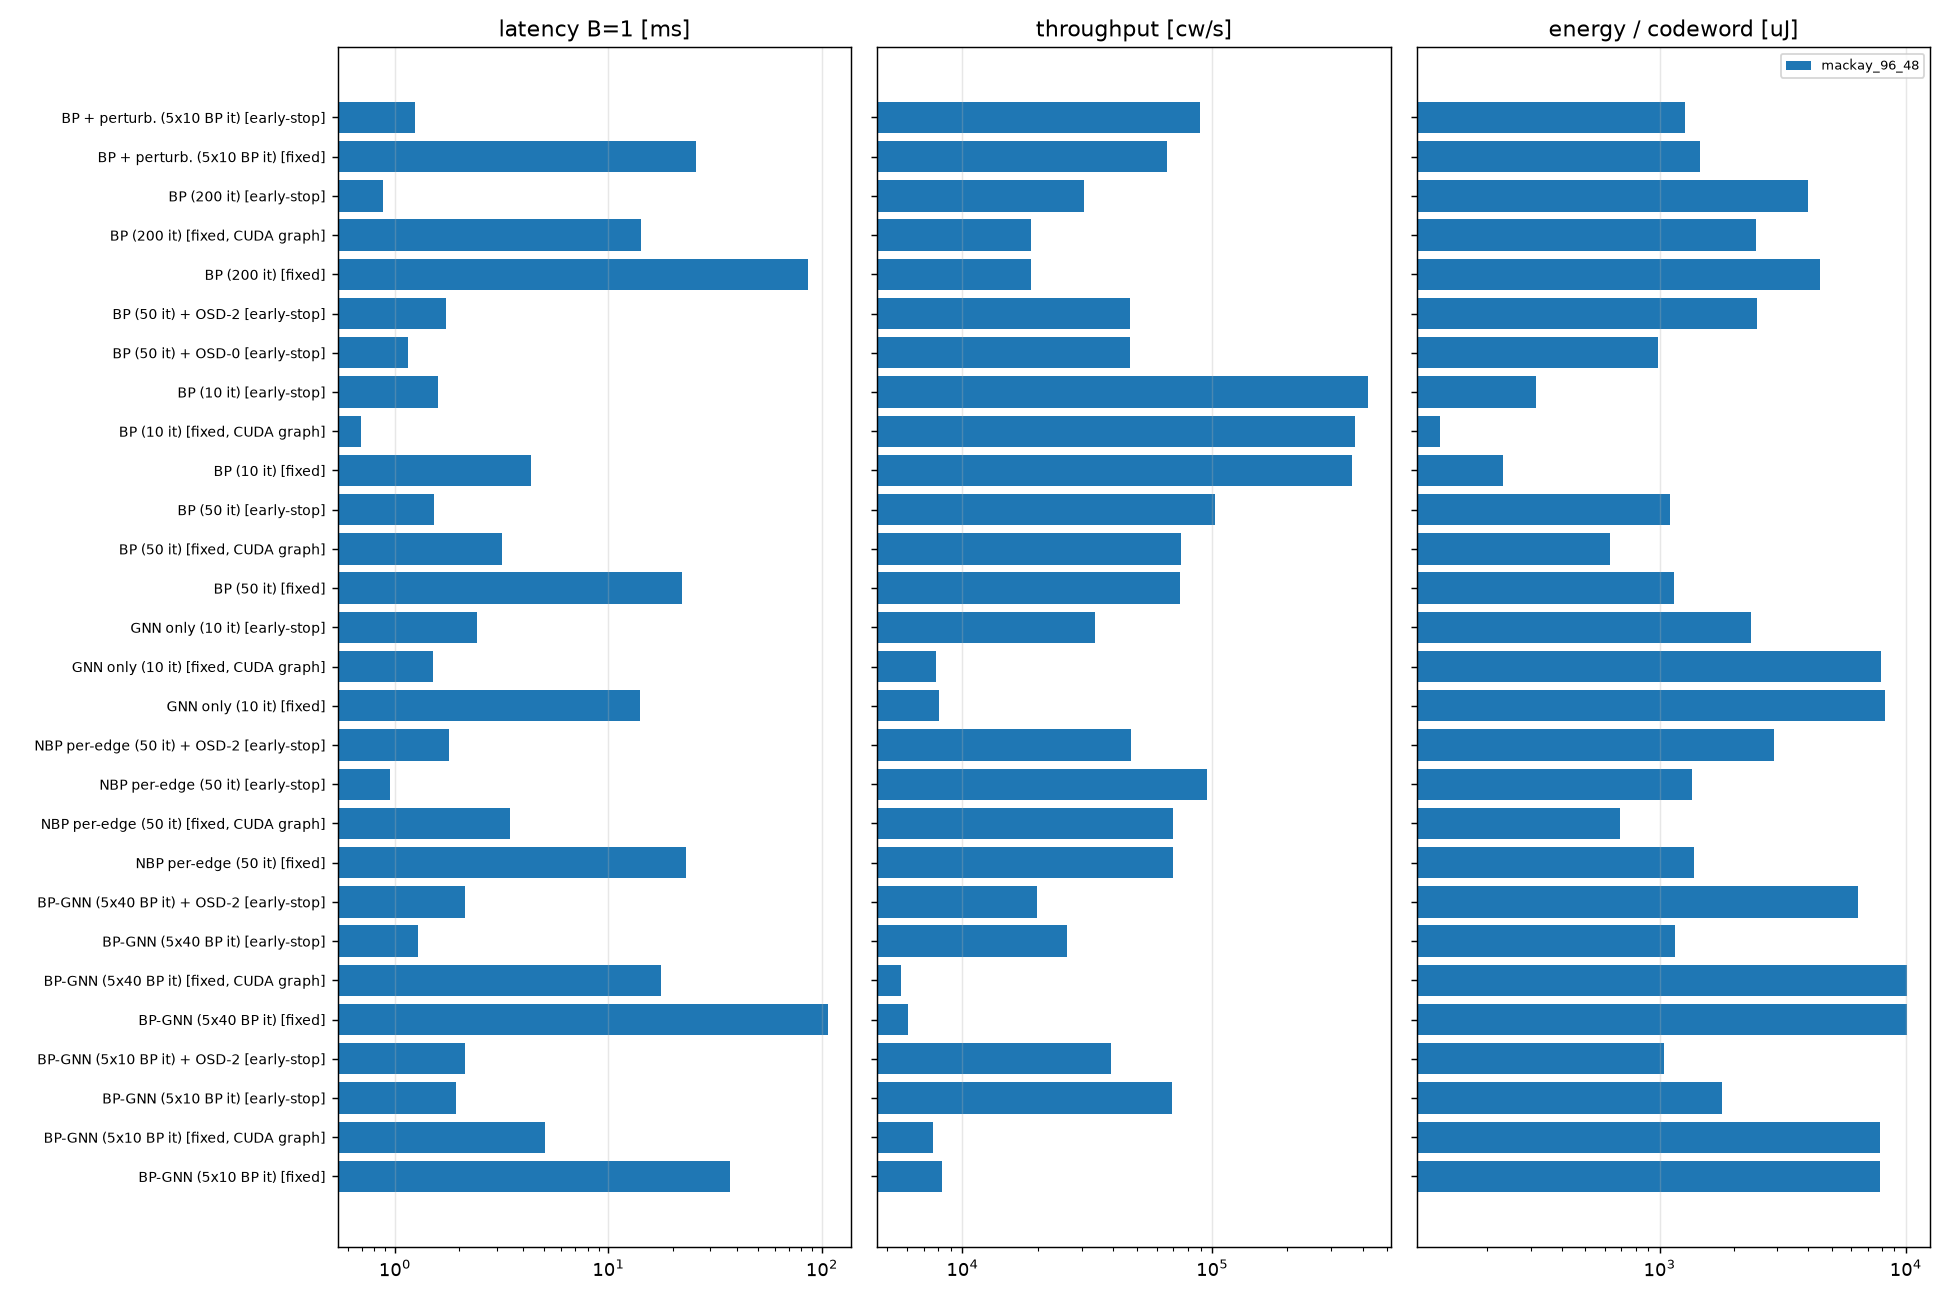 latency B=1 [ms]
throughput [cw/s]
energy / codeword [uJ]
mackay_96_48
BP + perturb. (5x10 BP it) [early-stop]
BP + perturb. (5x10 BP it) [fixed]
BP (200 it) [early-stop]
BP (200 it) [fixed, CUDA graph]
BP (200 it) [fixed]
BP (50 it) + OSD-2 [early-stop]
BP (50 it) + OSD-0 [early-stop]
BP (10 it) [early-stop]
BP (10 it) [fixed, CUDA graph]
BP (10 it) [fixed]
BP (50 it) [early-stop]
BP (50 it) [fixed, CUDA graph]
BP (50 it) [fixed]
GNN only (10 it) [early-stop]
GNN only (10 it) [fixed, CUDA graph]
GNN only (10 it) [fixed]
NBP per-edge (50 it) + OSD-2 [early-stop]
NBP per-edge (50 it) [early-stop]
NBP per-edge (50 it) [fixed, CUDA graph]
NBP per-edge (50 it) [fixed]
BP-GNN (5x40 BP it) + OSD-2 [early-stop]
BP-GNN (5x40 BP it) [early-stop]
BP-GNN (5x40 BP it) [fixed, CUDA graph]
BP-GNN (5x40 BP it) [fixed]
BP-GNN (5x10 BP it) + OSD-2 [early-stop]
BP-GNN (5x10 BP it) [early-stop]
BP-GNN (5x10 BP it) [fixed, CUDA graph]
BP-GNN (5x10 BP it) [fixed]
10⁰ 10¹ 10²
10⁴ 10⁵
10³ 10⁴